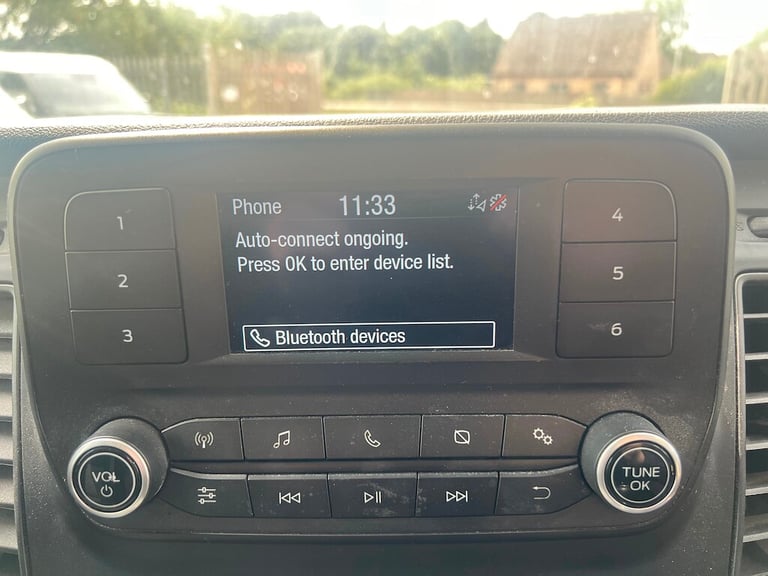 Phone 11:33
Auto-connect ongoing.
Press OK to enter device list.
Bluetooth devices
1
2
3
4
5
6
VOL
TUNE
OK